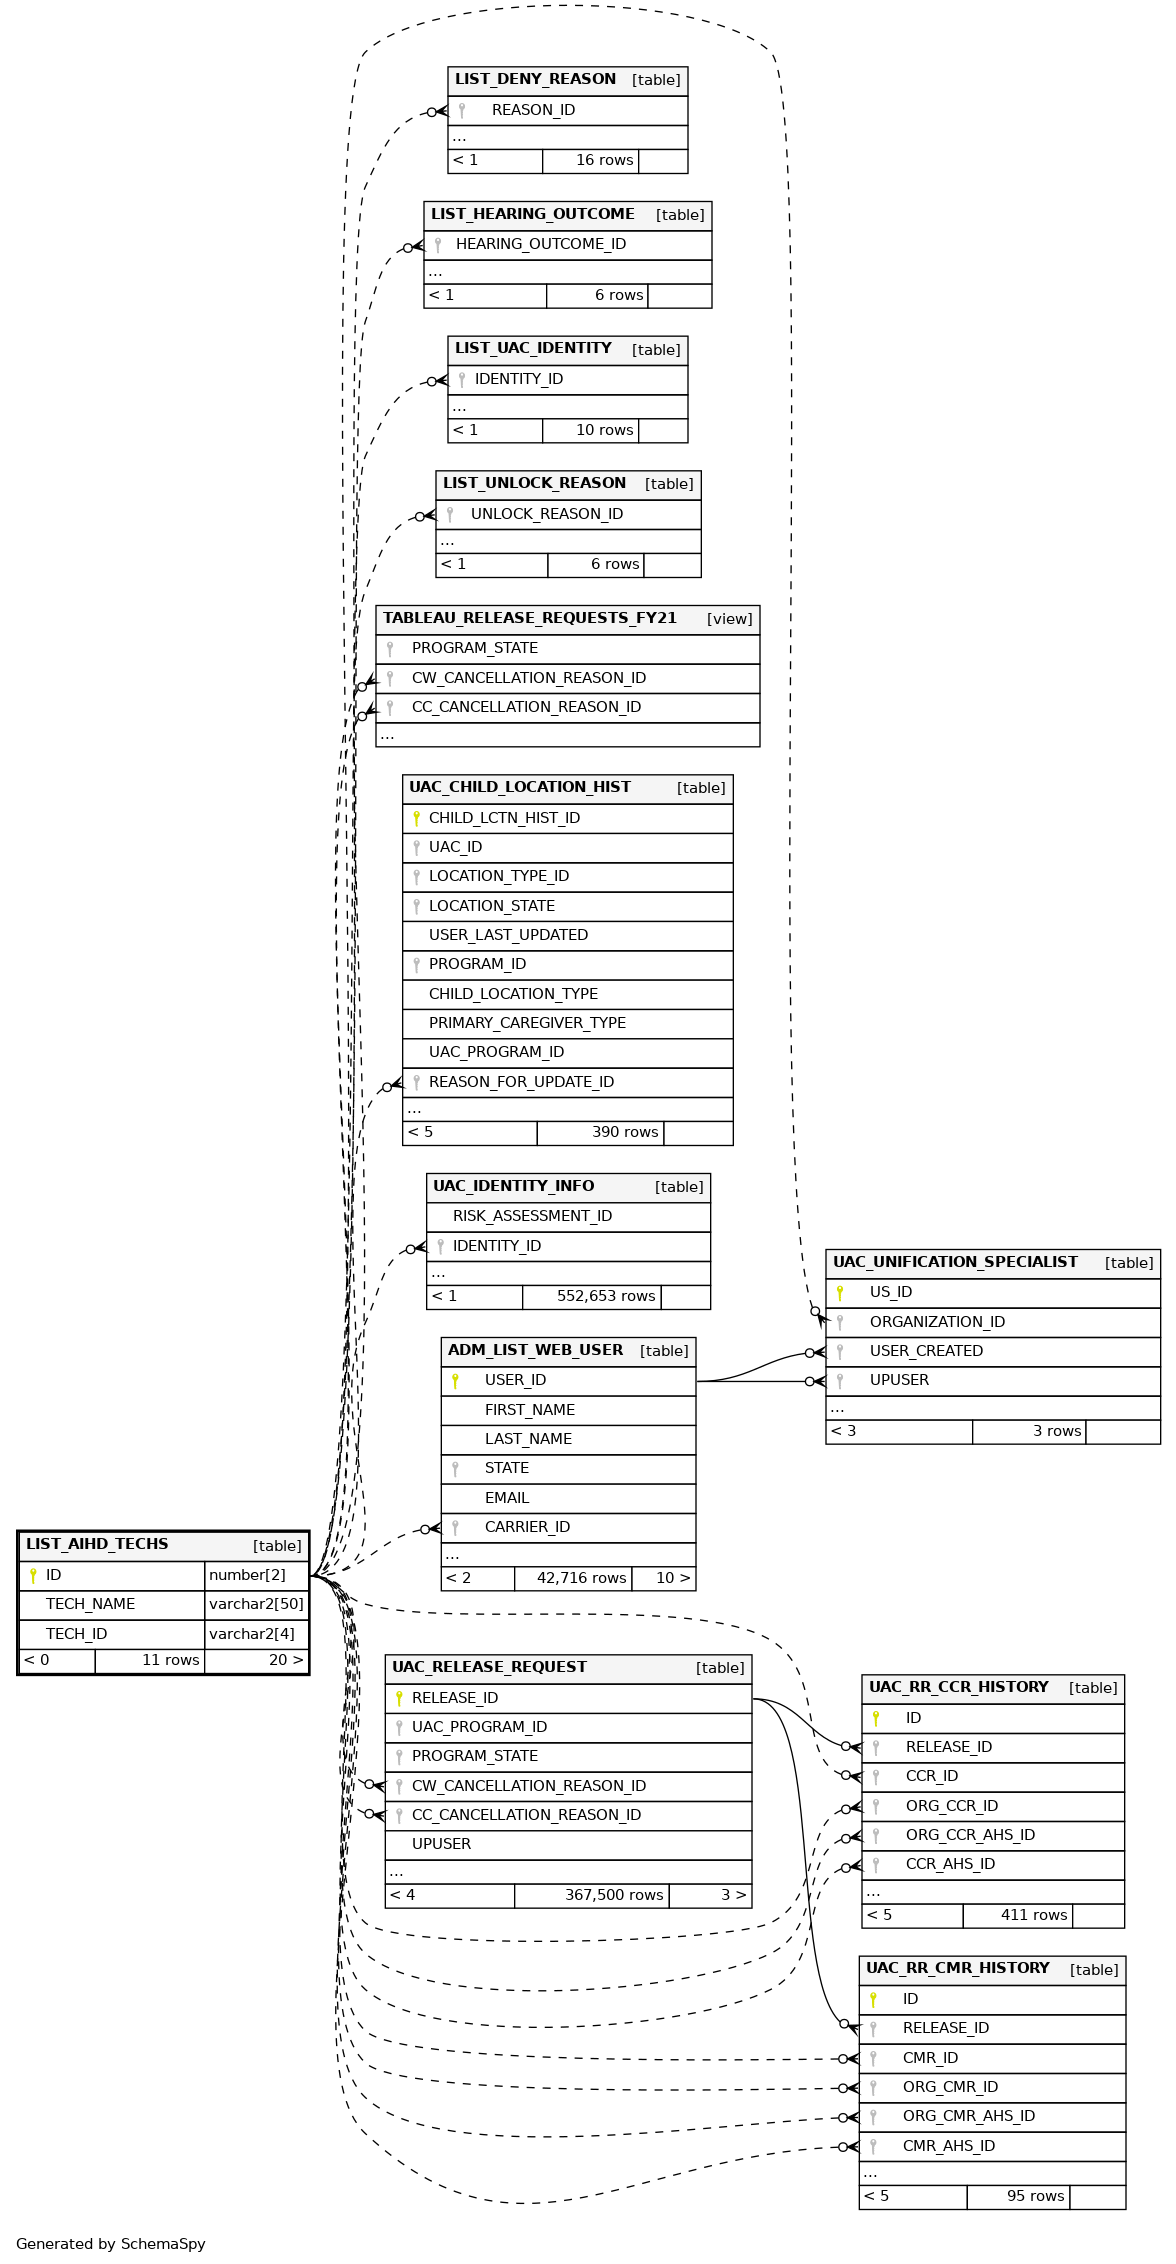 LIST_DENY_REASON [table]
REASON_ID
...
< 1 16 rows
LIST_HEARING_OUTCOME [table]
HEARING_OUTCOME_ID
...
< 1 6 rows
LIST_UAC_IDENTITY [table]
IDENTITY_ID
...
< 1 10 rows
LIST_UNLOCK_REASON [table]
UNLOCK_REASON_ID
...
< 1 6 rows
TABLEAU_RELEASE_REQUESTS_FY21 [view]
PROGRAM_STATE
CW_CANCELLATION_REASON_ID
CC_CANCELLATION_REASON_ID
...
UAC_CHILD_LOCATION_HIST [table]
CHILD_LCTN_HIST_ID
UAC_ID
LOCATION_TYPE_ID
LOCATION_STATE
USER_LAST_UPDATED
PROGRAM_ID
CHILD_LOCATION_TYPE
PRIMARY_CAREGIVER_TYPE
UAC_PROGRAM_ID
REASON_FOR_UPDATE_ID
...
< 5 390 rows
UAC_IDENTITY_INFO [table]
RISK_ASSESSMENT_ID
IDENTITY_ID
...
< 1 552,653 rows
UAC_UNIFICATION_SPECIALIST [table]
US_ID
ORGANIZATION_ID
USER_CREATED
UPUSER
...
< 3 3 rows
ADM_LIST_WEB_USER [table]
USER_ID
FIRST_NAME
LAST_NAME
STATE
EMAIL
CARRIER_ID
...
< 2 42,716 rows 10 >
LIST_AIHD_TECHS [table]
ID number[2]
TECH_NAME varchar2[50]
TECH_ID varchar2[4]
< 0 11 rows 20 >
UAC_RELEASE_REQUEST [table]
RELEASE_ID
UAC_PROGRAM_ID
PROGRAM_STATE
CW_CANCELLATION_REASON_ID
CC_CANCELLATION_REASON_ID
UPUSER
...
< 4 367,500 rows 3 >
UAC_RR_CCR_HISTORY [table]
ID
RELEASE_ID
CCR_ID
ORG_CCR_ID
ORG_CCR_AHS_ID
CCR_AHS_ID
...
< 5 411 rows
UAC_RR_CMR_HISTORY [table]
ID
RELEASE_ID
CMR_ID
ORG_CMR_ID
ORG_CMR_AHS_ID
CMR_AHS_ID
...
< 5 95 rows
Generated by SchemaSpy